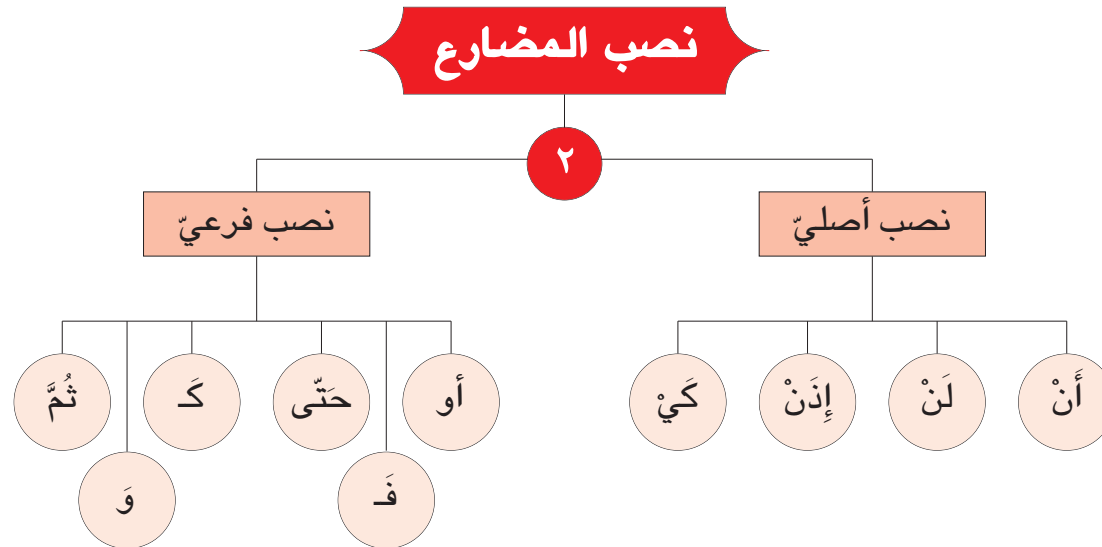 نصب المضارع
٢
نصب أصليّ
نصب فرعيّ
أَنْ
لَنْ
إِذَنْ
كَيْ
أو
فَـ
حَتّى
كَـ
وَ
ثُمَّ